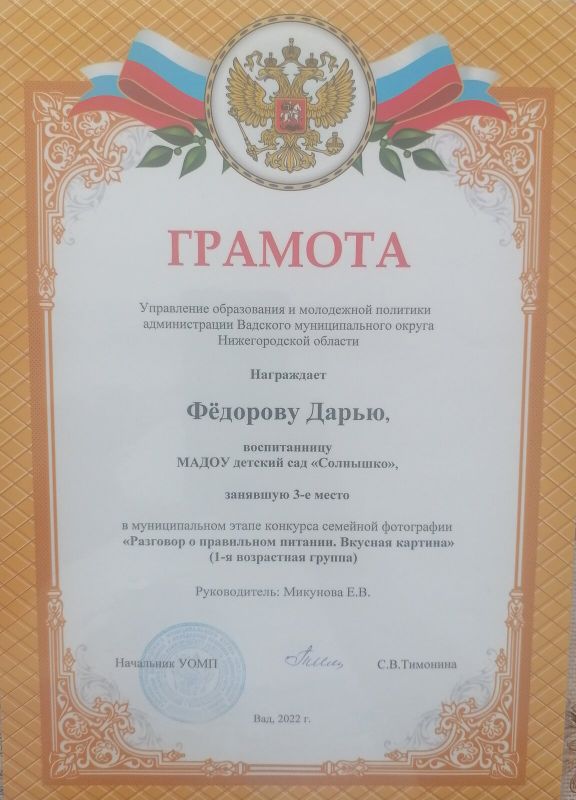 ГРАМОТА
Управление образования и молодежной политики
администрации Вадского муниципального округа
Нижегородской области
Награждает
Фёдорову Дарью,
воспитанницу
МАДОУ детский сад «Солнышко»,
занявшую 3-е место
в муниципальном этапе конкурса семейной фотографии
«Разговор о правильном питании. Вкусная картина»
(1-я возрастная группа)
Руководитель: Микунова Е.В.
Начальник УОМП С.В.Тимонина
Вад, 2022 г.